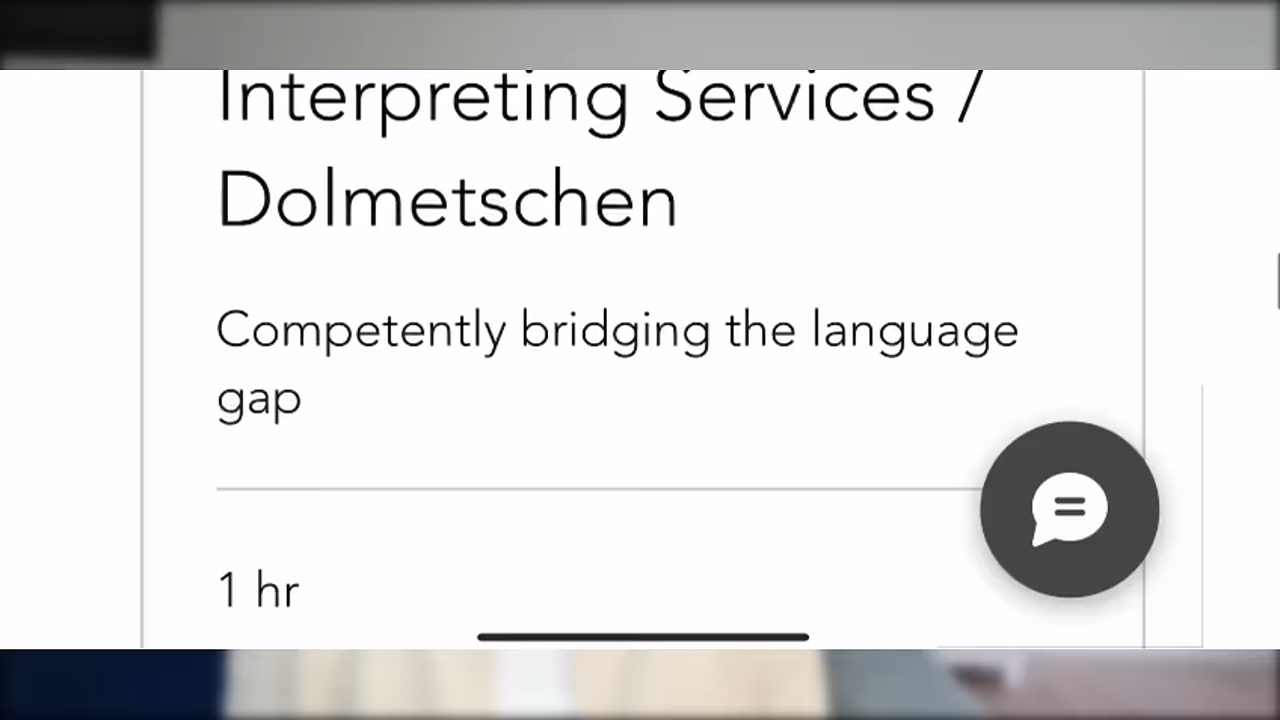 Interpreting Services /
Dolmetschen
Competently bridging the language
gap
1 hr